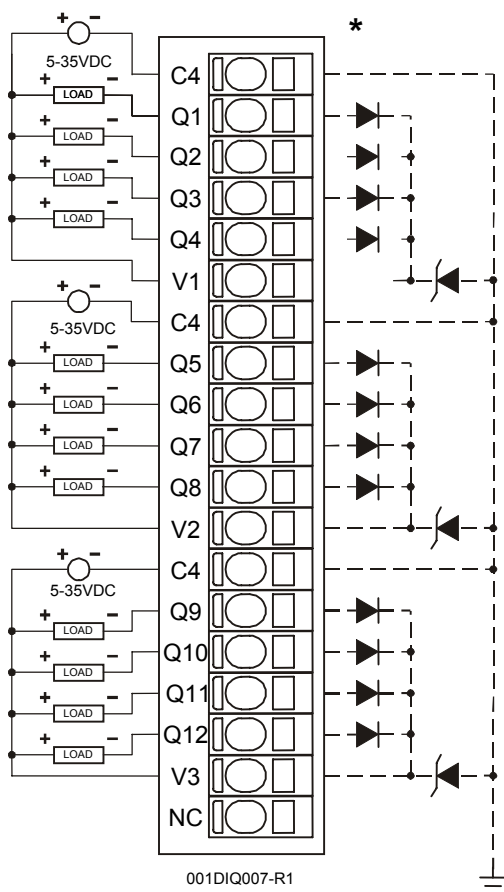 *
+ -
5-35VDC
C4
+ LOAD - Q1
+ LOAD - Q2
+ LOAD - Q3
+ LOAD - Q4
V1
+ -
5-35VDC
C4
+ LOAD - Q5
+ LOAD - Q6
+ LOAD - Q7
+ LOAD - Q8
V2
+ -
5-35VDC
C4
+ LOAD - Q9
+ LOAD - Q10
+ LOAD - Q11
+ LOAD - Q12
V3
NC
001DIQ007-R1